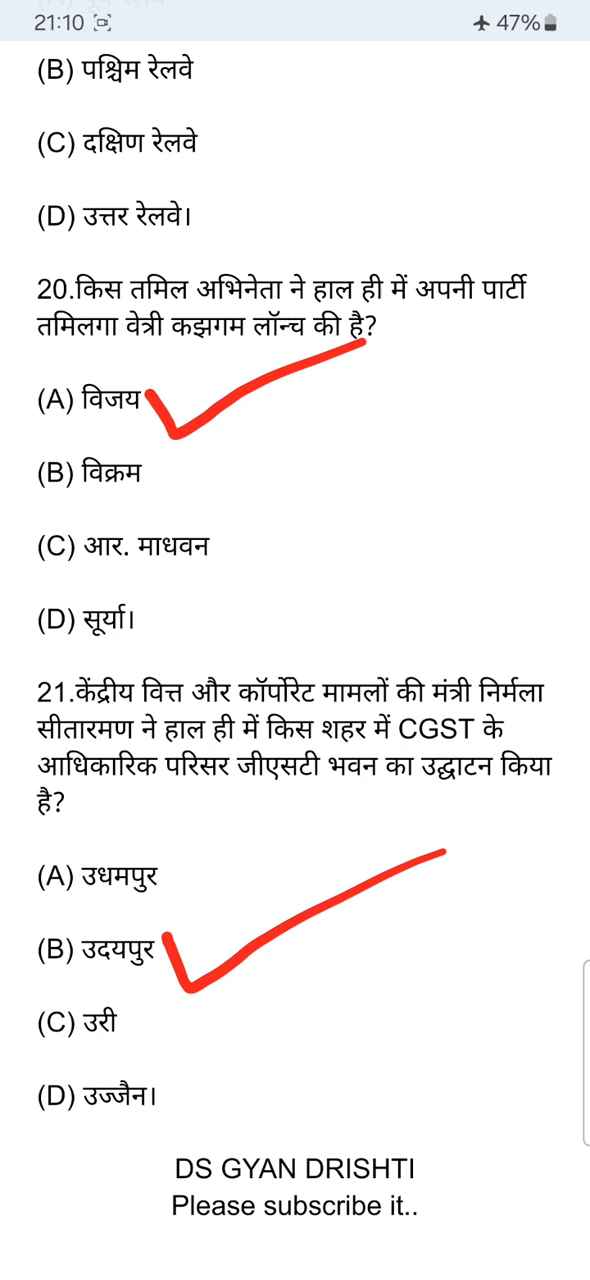 21:10
47%
(B) पश्चिम रेलवे
(C) दक्षिण रेलवे
(D) उत्तर रेलवे।
20.किस तमिल अभिनेता ने हाल ही में अपनी पार्टी
तमिलगा वेत्री कझगम लॉन्च की है?
(A) विजय
(B) विक्रम
(C) आर. माधवन
(D) सूर्या।
21.केंद्रीय वित्त और कॉर्पोरेट मामलों की मंत्री निर्मला
सीतारमण ने हाल ही में किस शहर में CGST के
आधिकारिक परिसर जीएसटी भवन का उद्घाटन किया
है?
(A) उधमपुर
(B) उदयपुर
(C) उरी
(D) उज्जैन।
DS GYAN DRISHTI
Please subscribe it..